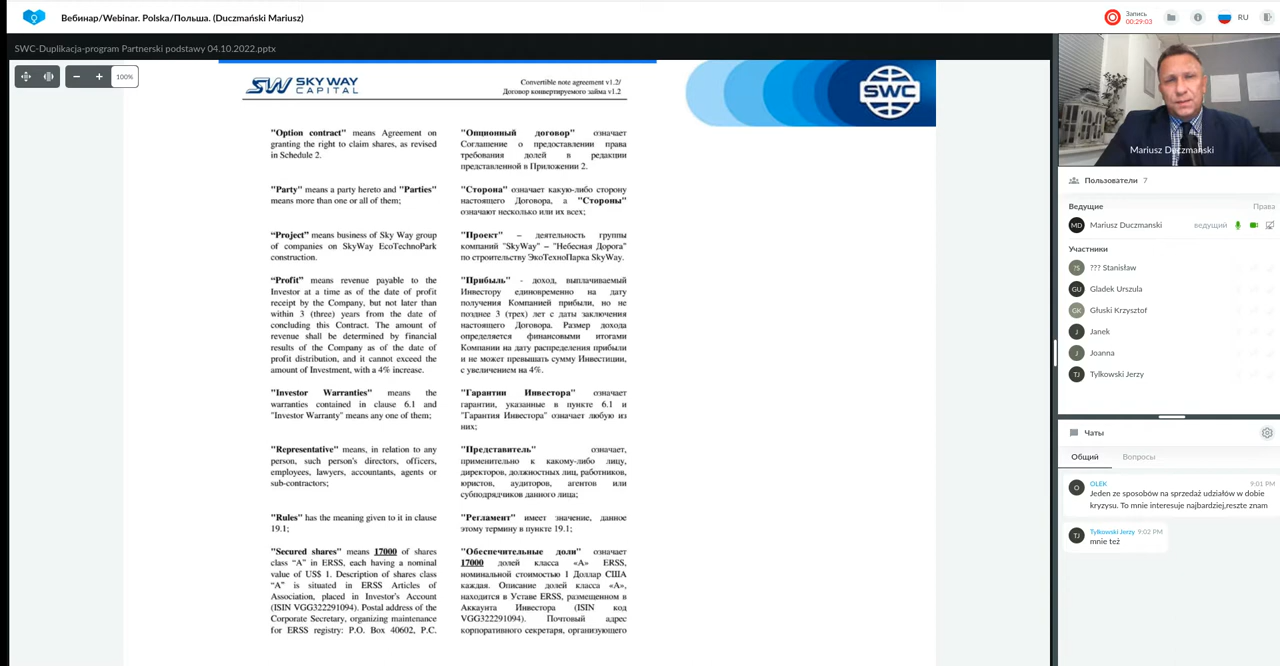 Вебинар/Webinar. Polska/Польша. (Duczmański Mariusz)
Запись
00:29:03
RU
SWC-Duplikacja-program Partnerski podstawy 04.10.2022.pptx
100%
SKY WAY
CAPITAL
Convertible note agreement v1.2/
Договор конвертируемого займа v1.2
SWC
"Option contract" means Agreement on
granting the right to claim shares, as revised
in Schedule 2.
"Party" means a party hereto and "Parties"
means more than one or all of them;
“Project” means business of Sky Way group
of companies on SkyWay EcoTechnoPark
construction.
“Profit” means revenue payable to the
Investor at a time as of the date of profit
receipt by the Company, but not later than
within 3 (three) years from the date of
concluding this Contract. The amount of
revenue shall be determined by financial
results of the Company as of the date of
profit distribution, and it cannot exceed the
amount of Investment, with a 4% increase.
"Investor Warranties" means the
warranties contained in clause 6.1 and
"Investor Warranty" means any one of them;
"Representative" means, in relation to any
person, such person's directors, officers,
employees, lawyers, accountants, agents or
sub-contractors;
"Rules" has the meaning given to it in clause
19.1;
"Secured shares" means 17000 of shares
class “A” in ERSS, each having a nominal
value of US$ 1. Description of shares class
“A” is situated in ERSS Articles of
Association, placed in Investor's Account
(ISIN VGG322291094). Postal address of the
Corporate Secretary, organizing maintenance
for ERSS registry: P.O. Box 40602, P.C.
"Опционный договор" означает
Соглашение о предоставлении права
требования долей в редакции
представленной в Приложении 2.
"Сторона" означает какую-либо сторону
настоящего Договора, а "Стороны"
означают несколько или их всех;
"Проект" – деятельность группы
компаний "SkyWay" – "Небесная Дорога"
по строительству ЭкоТехноПарка SkyWay.
"Прибыль" - доход, выплачиваемый
Инвестору единовременно на дату
получения Компанией прибыли, но не
позднее 3 (трех) лет с даты заключения
настоящего Договора. Размер дохода
определяется финансовыми итогами
Компании на дату распределения прибыли
и не может превышать сумму Инвестиции,
с увеличением на 4%.
"Гарантии Инвестора" означает
гарантии, указанные в пункте 6.1 и
"Гарантия Инвестора" означает любую из
них;
"Представитель" означает,
применительно к какому-либо лицу,
директоров, должностных лиц, работников,
юристов, аудиторов, агентов или
субподрядчиков данного лица;
"Регламент" имеет значение, данное
этому термину в пункте 19.1;
"Обеспечительные доли" означает
17000 долей класса «А» ERSS,
номинальной стоимостью 1 Доллар США
каждая. Описание долей класса «А»,
находится в Уставе ERSS, размещенном в
Аккаунта Инвестора (ISIN код
VGG322291094). Почтовый адрес
корпоративного секретаря, организующего
Mariusz Duczmański
Пользователи 7
Ведущие Права
MD Mariusz Duczmanski ведущий
Участники
?S ??? Stanisław
GU Gladek Urszula
GK Głuski Krzysztof
J Janek
J Joanna
TJ Tylkowski Jerzy
Чаты
Общий Вопросы
O OLEK 9:01 PM
Jeden ze sposobów na sprzedaż udziałów w dobie
kryzysu. To mnie interesuje najbardziej,reszte znam
TJ Tylkowski Jerzy 9:02 PM
mnie też